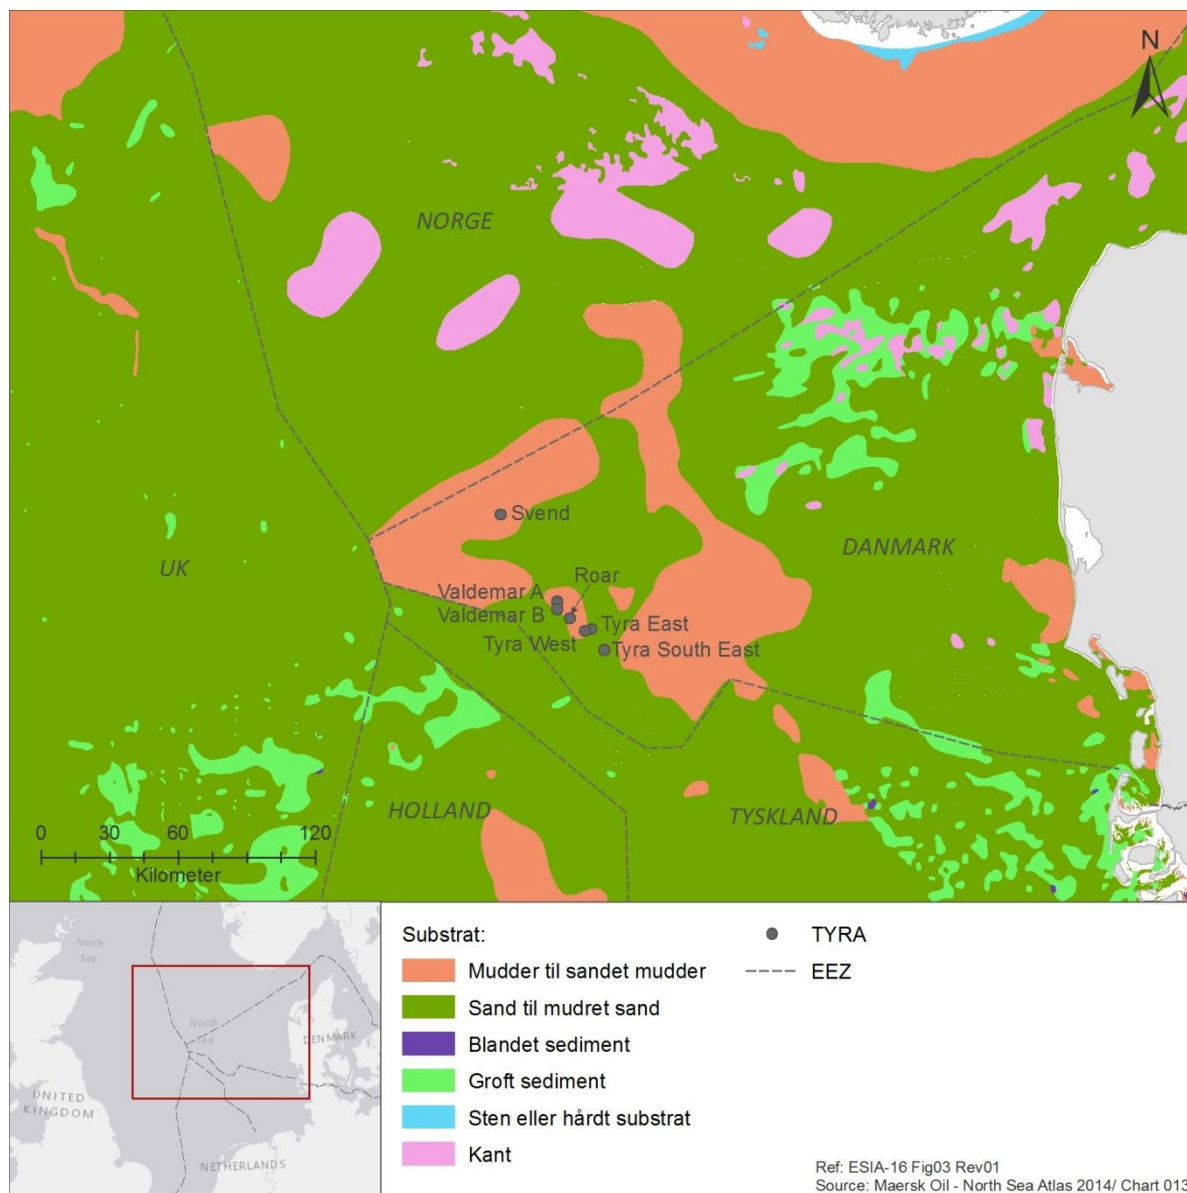 N
NORGE
Svend
DANMARK
UK
Roar
Valdemar A
Valdemar B
Tyra East
Tyra West
Tyra South East
HOLLAND
TYSKLAND
0 30 60 120
Kilometer
North
Sea
North
Sea
DENMARK
UNITED
KINGDOM
NETHERLANDS
Substrat:
Mudder til sandet mudder
Sand til mudret sand
Blandet sediment
Groft sediment
Sten eller hårdt substrat
Kant
TYRA
EEZ
Ref: ESIA-16 Fig03 Rev01
Source: Maersk Oil - North Sea Atlas 2014/ Chart 013